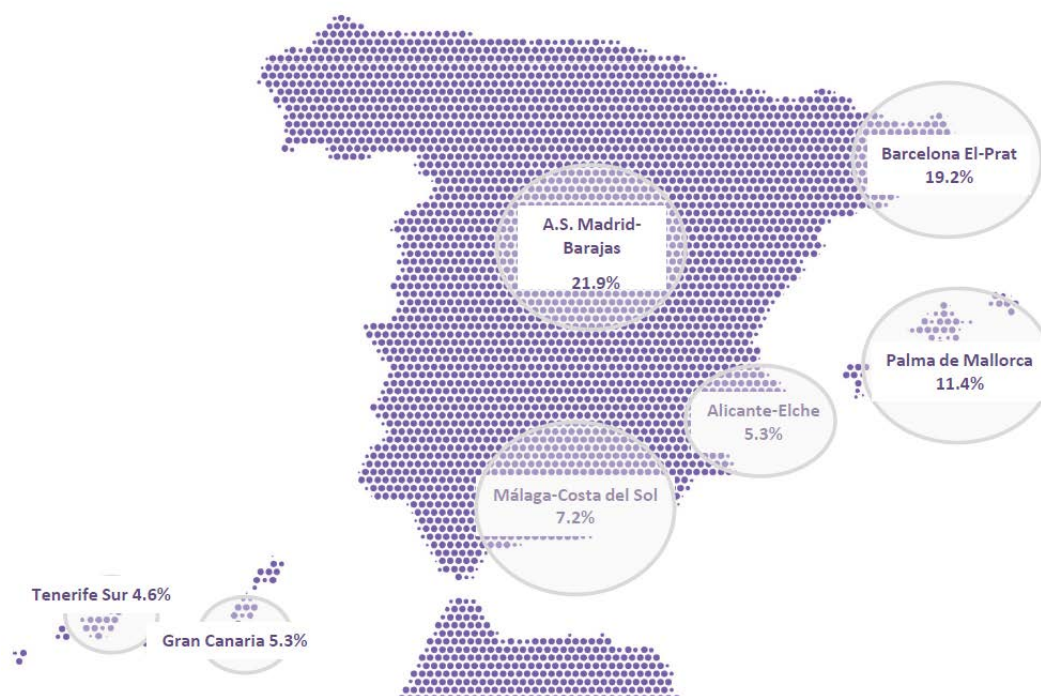 Barcelona El-Prat
19.2%
A.S. Madrid-
Barajas
21.9%
Palma de Mallorca
11.4%
Alicante-Elche
5.3%
Málaga-Costa del Sol
7.2%
Tenerife Sur 4.6%
Gran Canaria 5.3%